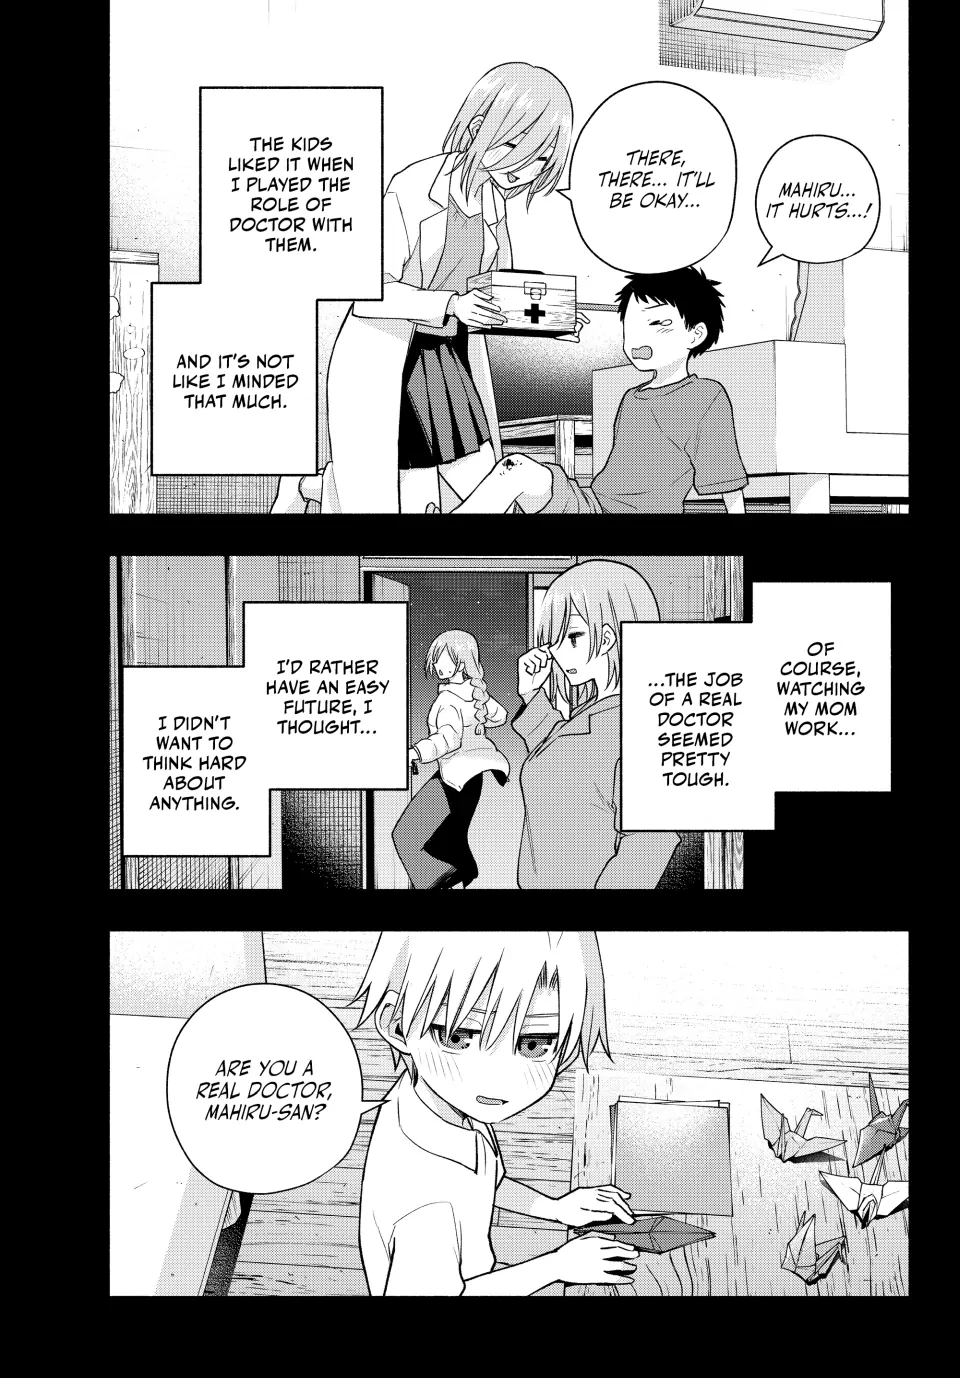 MAHIRU...
IT HURTS...!
THERE,
THERE... IT'LL
BE OKAY...
THE KIDS
LIKED IT WHEN
I PLAYED THE
ROLE OF
DOCTOR WITH
THEM.
AND IT'S NOT
LIKE I MINDED
THAT MUCH.
OF
COURSE,
WATCHING
MY MOM
WORK...
...THE JOB
OF A REAL
DOCTOR
SEEMED
PRETTY
TOUGH.
I'D RATHER
HAVE AN EASY
FUTURE, I
THOUGHT...
I DIDN'T
WANT TO
THINK HARD
ABOUT
ANYTHING.
ARE YOU A
REAL DOCTOR,
MAHIRU-SAN?